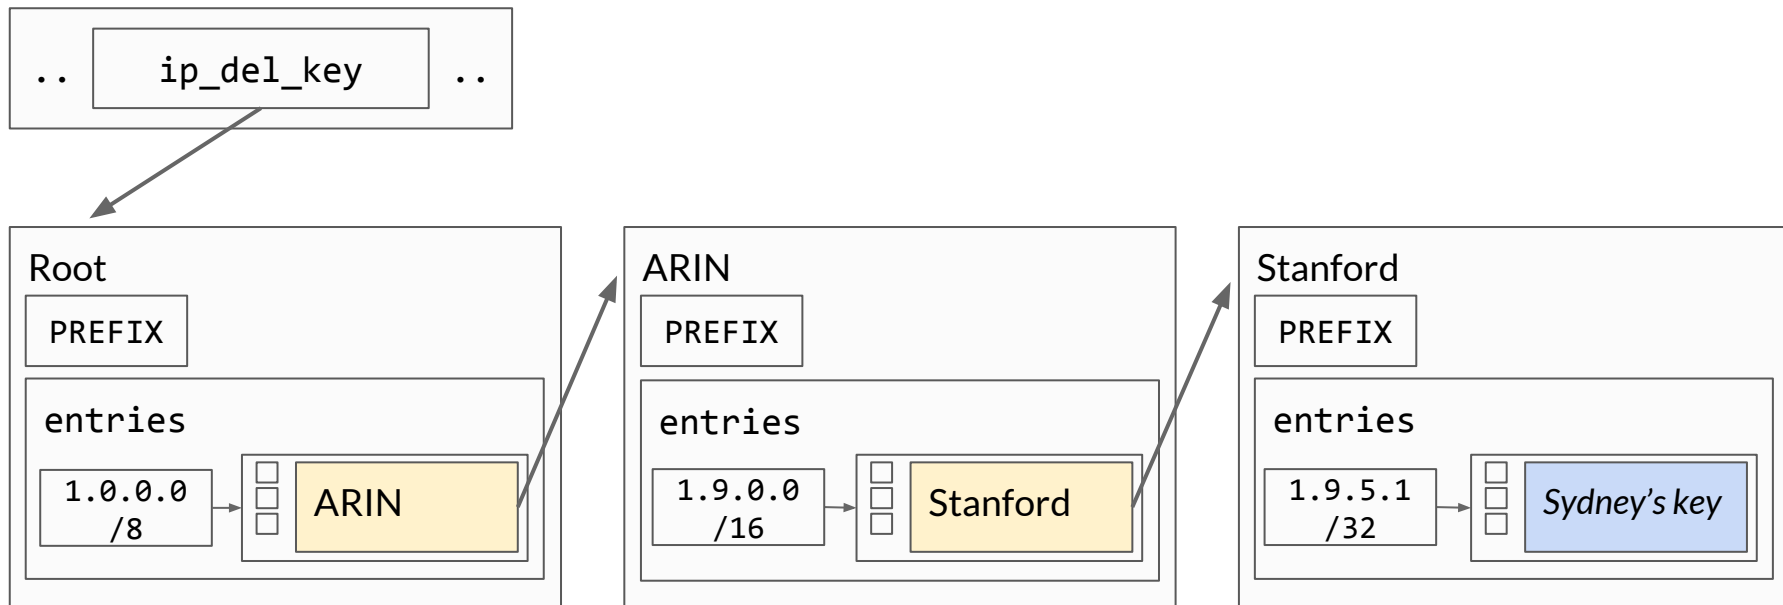 .. ip_del_key ..
Root
PREFIX
entries
1.0.0.0
/8
ARIN
ARIN
PREFIX
entries
1.9.0.0
/16
Stanford
Stanford
PREFIX
entries
1.9.5.1
/32
Sydney’s key